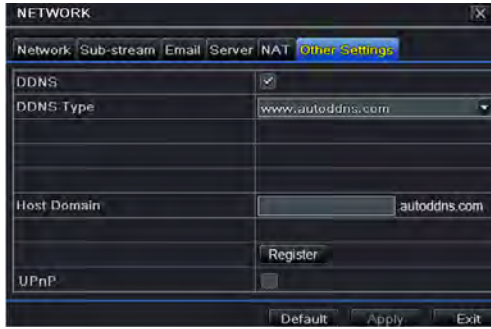 NETWORK X
Network Sub-stream Email Server NAT Other Settings
DDNS
DDNS Type www.autoddns.com
Host Domain .autoddns.com
Register
UPnP
Default Apply Exit